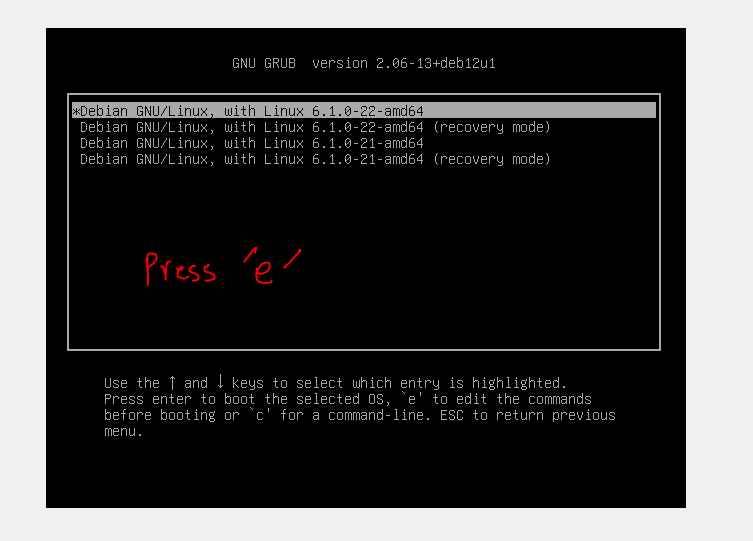 GNU GRUB  version 2.06-13+deb12u1
*Debian GNU/Linux, with Linux 6.1.0-22-amd64
Debian GNU/Linux, with Linux 6.1.0-22-amd64 (recovery mode)
Debian GNU/Linux, with Linux 6.1.0-21-amd64
Debian GNU/Linux, with Linux 6.1.0-21-amd64 (recovery mode)
Press 'e'
Use the ↑ and ↓ keys to select which entry is highlighted.
Press enter to boot the selected OS, `e' to edit the commands
before booting or `c' for a command-line. ESC to return previous
menu.